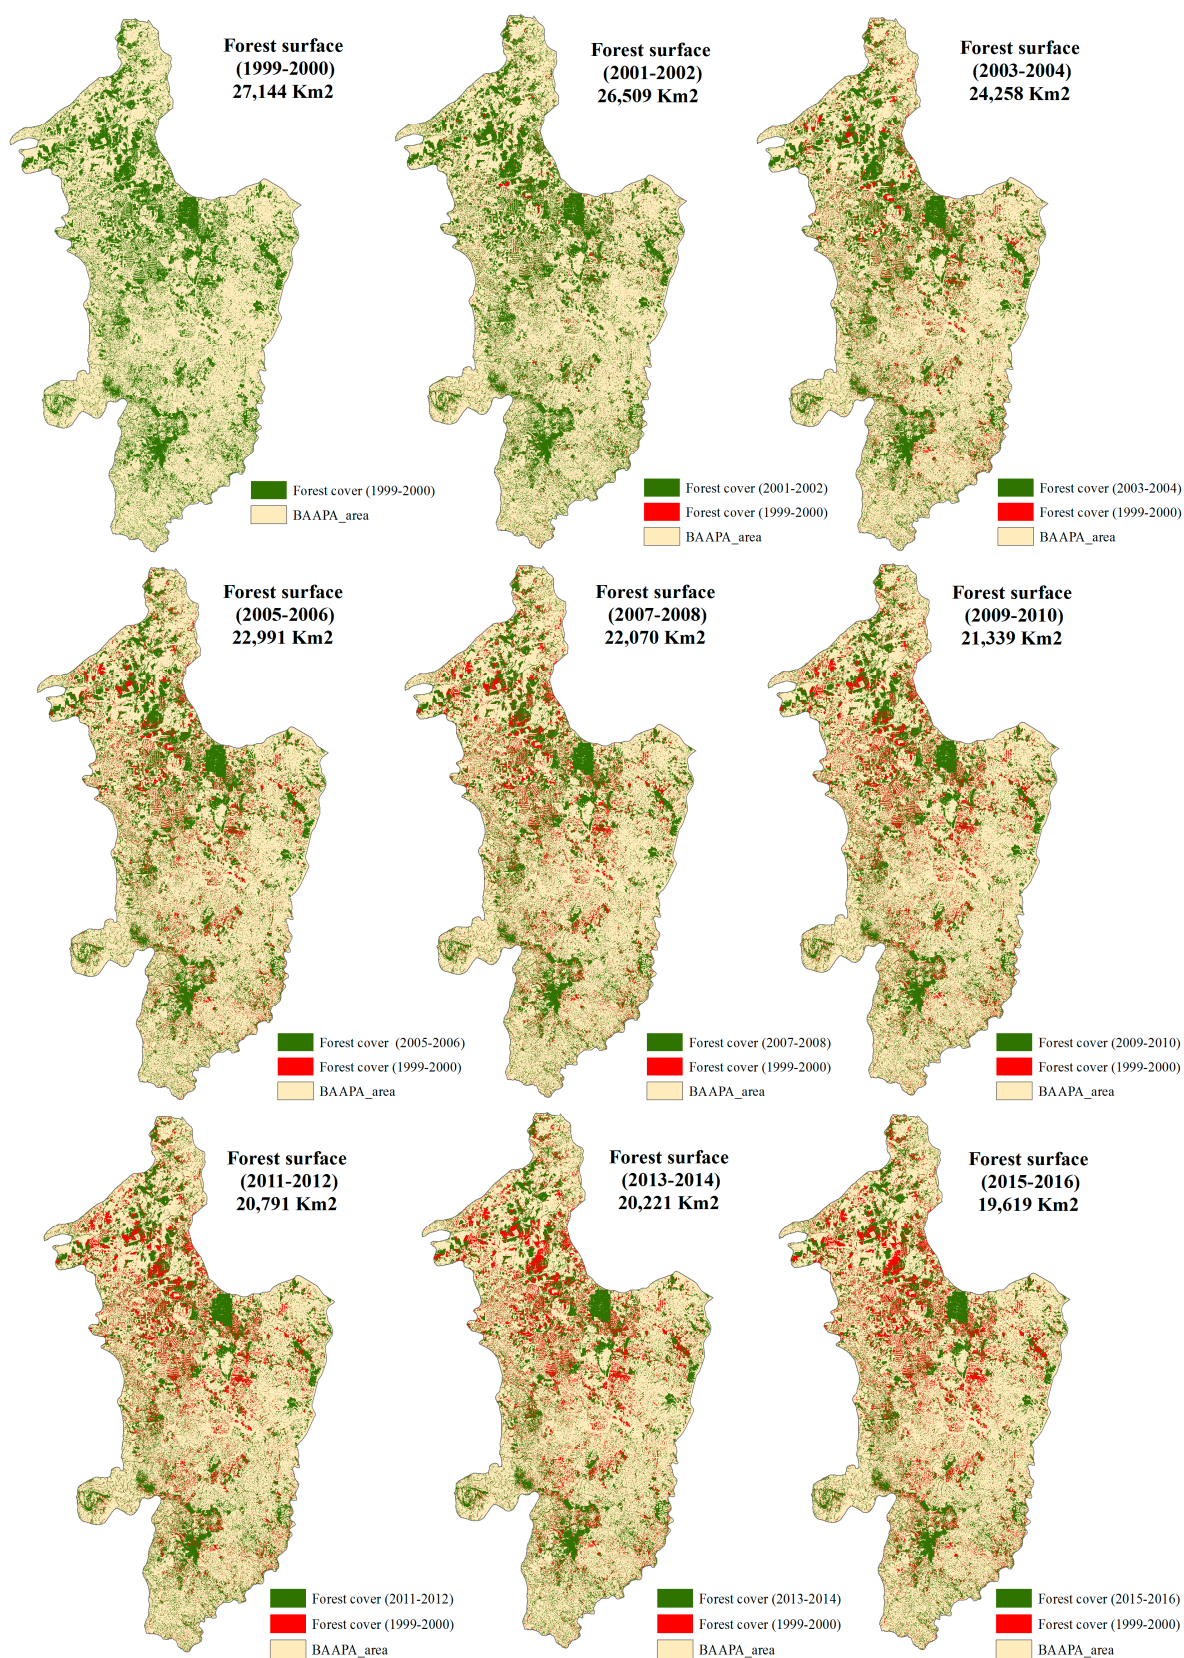 Forest surface
(1999-2000)
27,144 Km2
Forest cover (1999-2000)
BAAPA_area
Forest surface
(2001-2002)
26,509 Km2
Forest cover (2001-2002)
Forest cover (1999-2000)
BAAPA_area
Forest surface
(2003-2004)
24,258 Km2
Forest cover (2003-2004)
Forest cover (1999-2000)
BAAPA_area
Forest surface
(2005-2006)
22,991 Km2
Forest cover (2005-2006)
Forest cover (1999-2000)
BAAPA_area
Forest surface
(2007-2008)
22,070 Km2
Forest cover (2007-2008)
Forest cover (1999-2000)
BAAPA_area
Forest surface
(2009-2010)
21,339 Km2
Forest cover (2009-2010)
Forest cover (1999-2000)
BAAPA_area
Forest surface
(2011-2012)
20,791 Km2
Forest cover (2011-2012)
Forest cover (1999-2000)
BAAPA_area
Forest surface
(2013-2014)
20,221 Km2
Forest cover (2013-2014)
Forest cover (1999-2000)
BAAPA_area
Forest surface
(2015-2016)
19,619 Km2
Forest cover (2015-2016)
Forest cover (1999-2000)
BAAPA_area